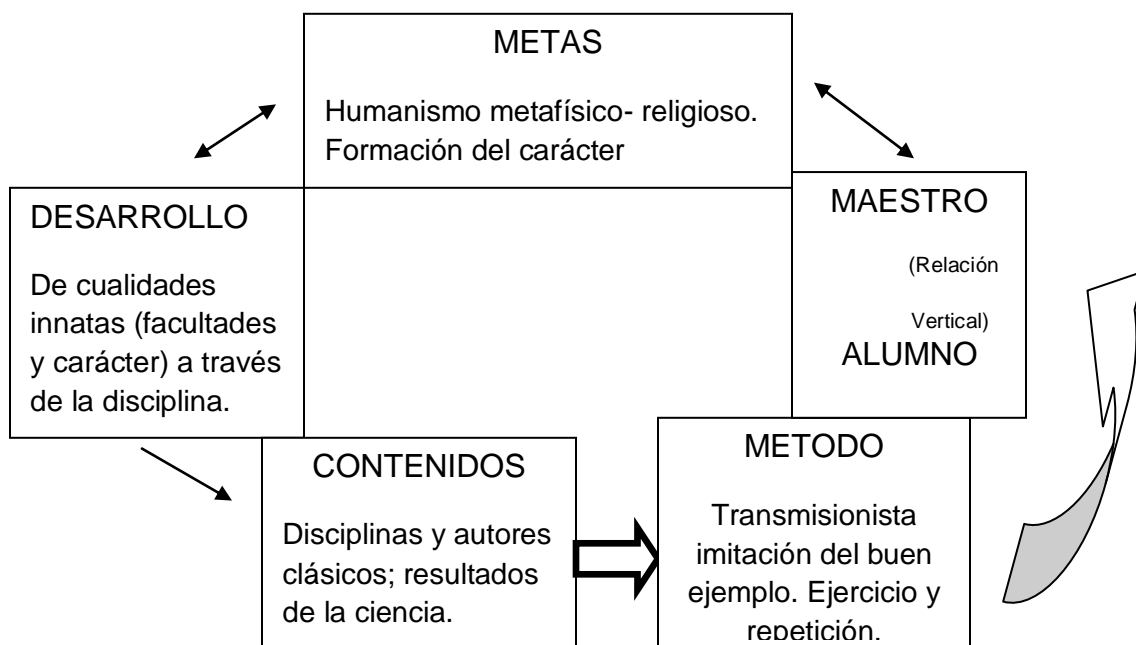 METAS
Humanismo metafísico- religioso.
Formación del carácter
DESARROLLO
De cualidades
innatas (facultades
y carácter) a través
de la disciplina.
MAESTRO
(Relación
Vertical)
ALUMNO
CONTENIDOS
Disciplinas y autores
clásicos; resultados
de la ciencia.
METODO
Transmisionista
imitación del buen
ejemplo. Ejercicio y
repetición.